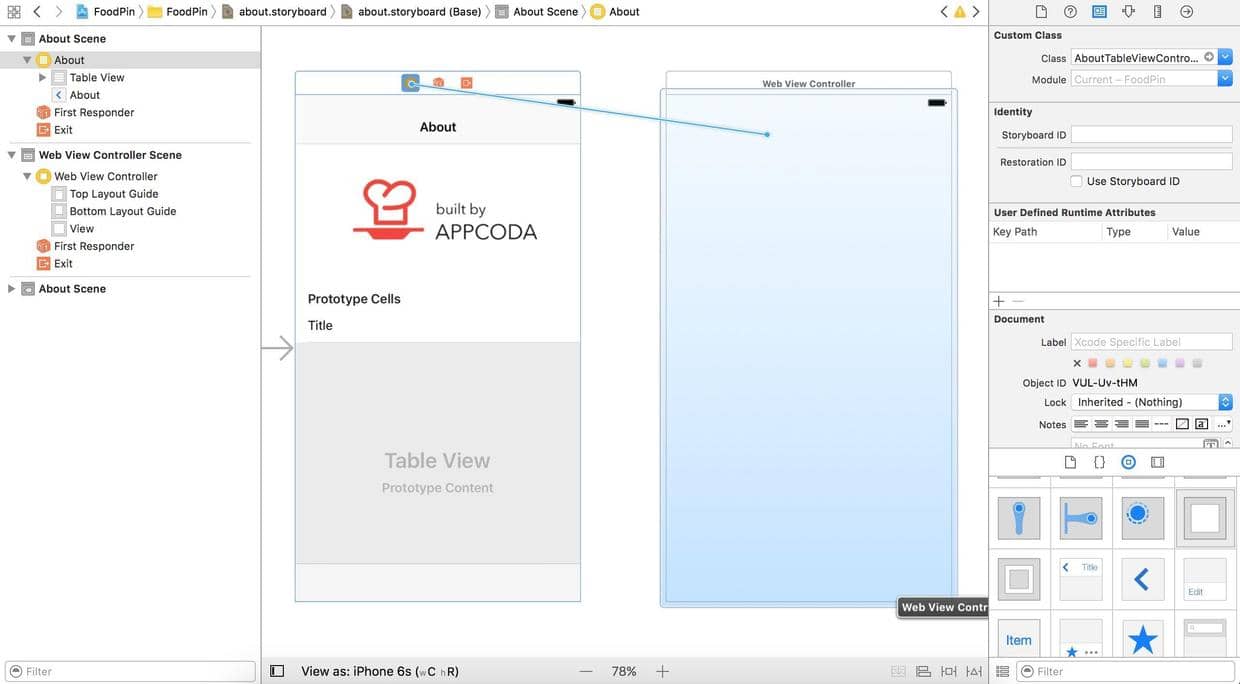 FoodPin FoodPin about.storyboard about.storyboard (Base) About Scene About
About Scene
About
Table View
About
First Responder
Exit
Web View Controller Scene
Web View Controller
Top Layout Guide
Bottom Layout Guide
View
First Responder
Exit
About Scene
Filter
About
built by
APPCODA
Prototype Cells
Title
Table View
Prototype Content
Web View Controller
Web View Contr
View as: iPhone 6s (wC hR)
78%
Custom Class
Class AboutTableViewContro...
Module Current – FoodPin
Identity
Storyboard ID
Restoration ID
Use Storyboard ID
User Defined Runtime Attributes
Key Path Type Value
Document
Label Xcode Specific Label
Object ID VUL-Uv-tHM
Lock Inherited - (Nothing)
Notes
No Font
Title
Edit
Item
Filter